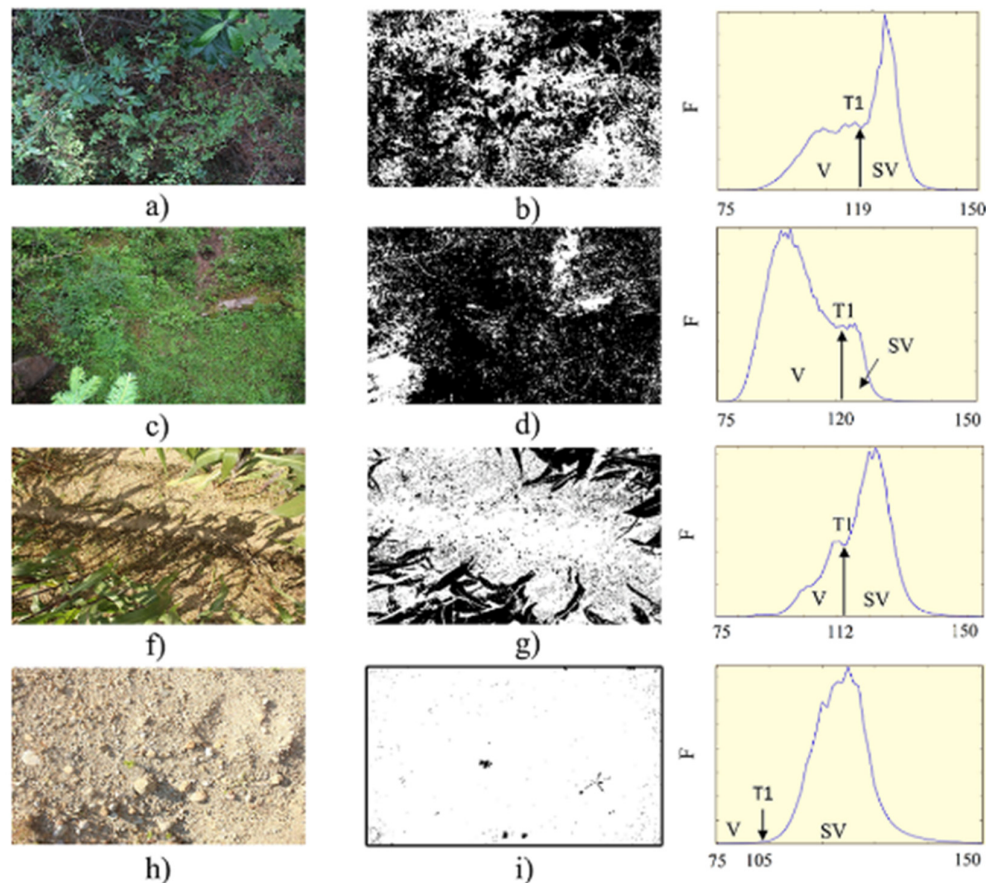 F
T1
V SV
75 119 150
a) b)
F
T1
SV
V
75 120 150
c) d)
F
T1
V SV
75 112 150
f) g)
F
T1
V SV
75 105 150
h) i)